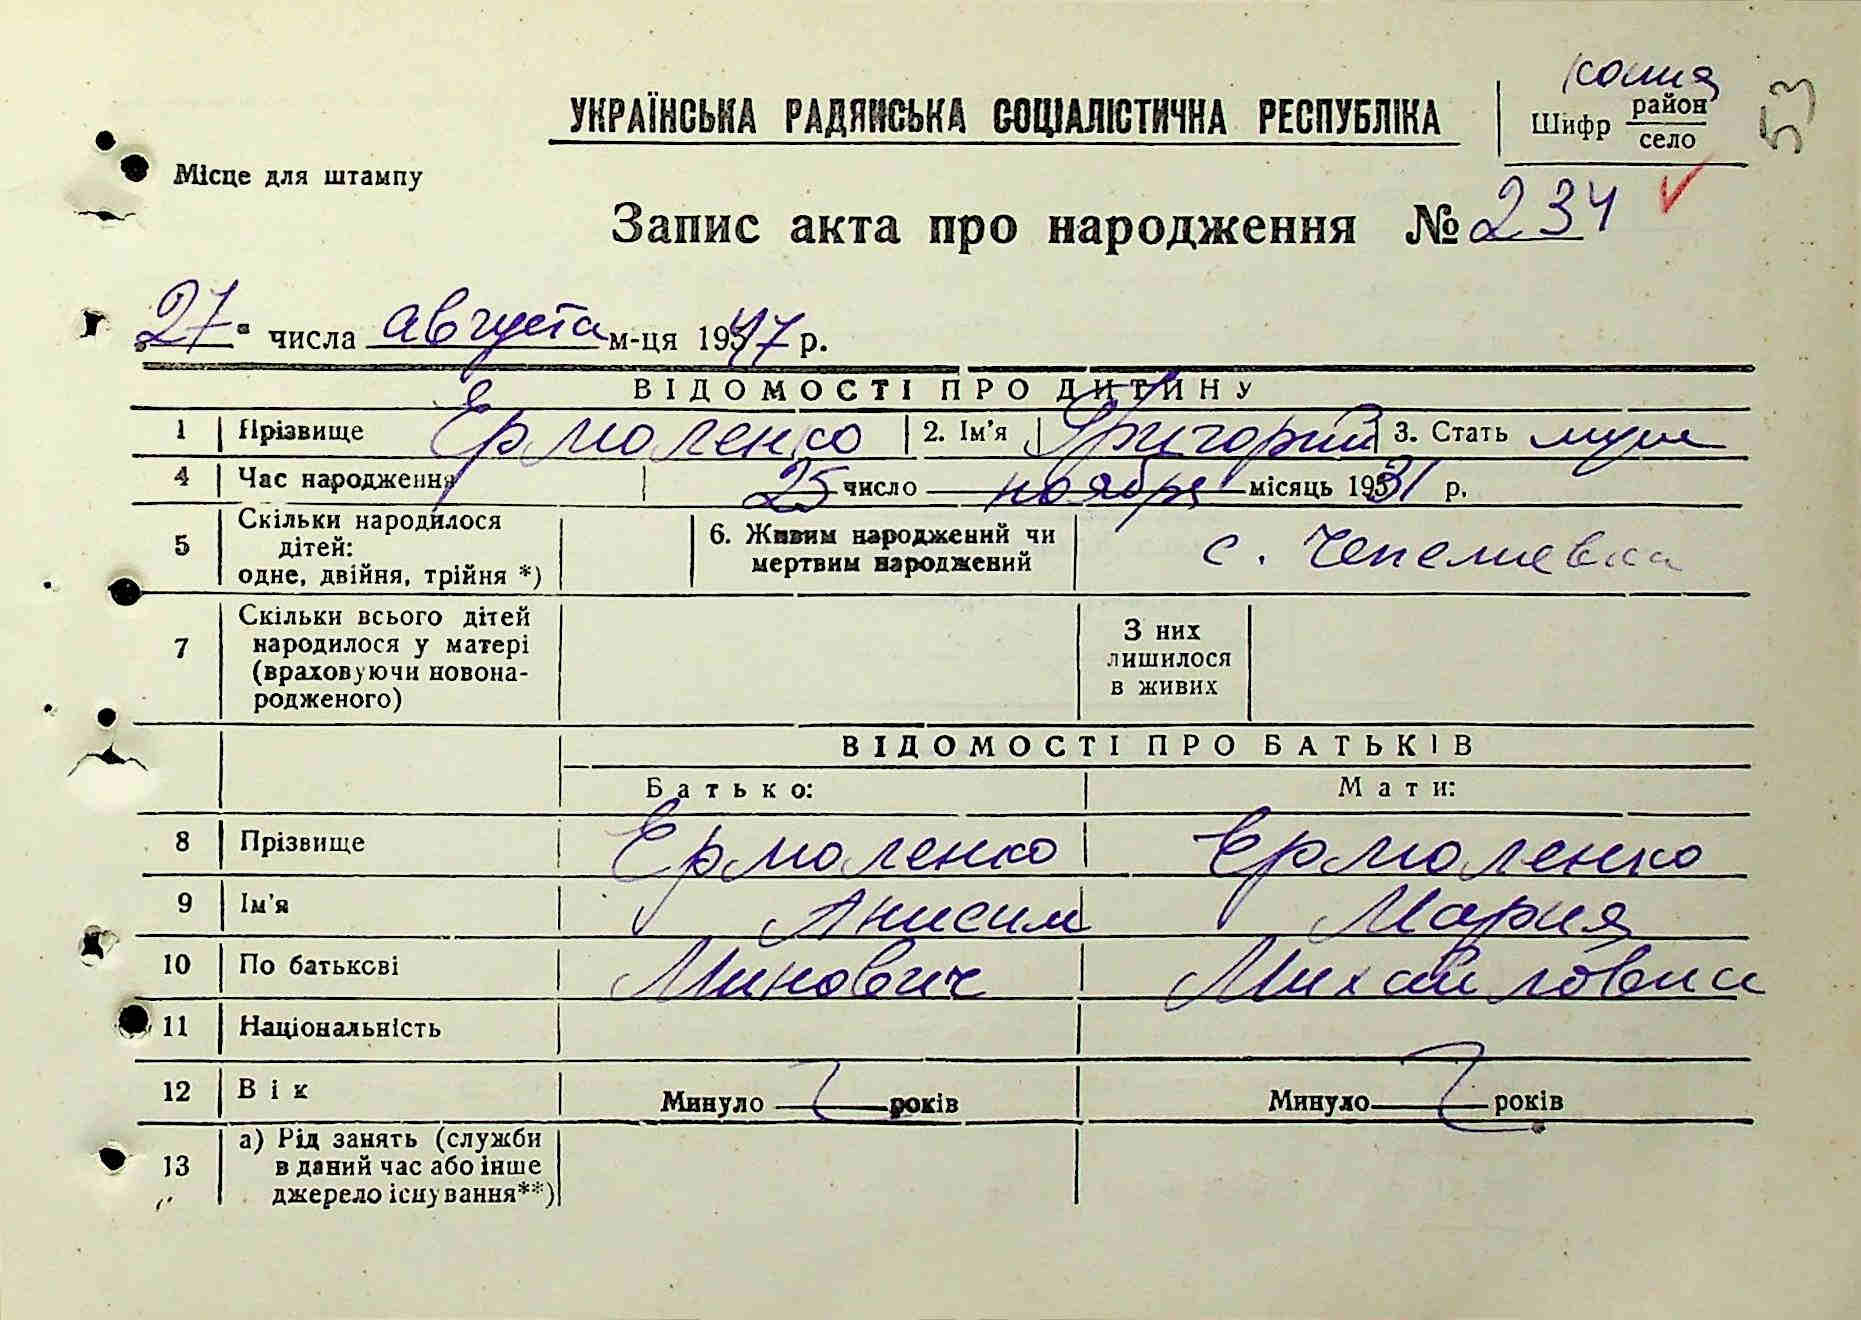 копия
УКРАЇНСЬКА РАДЯНСЬКА СОЦІАЛІСТИЧНА РЕСПУБЛІКА
Шифр район
село
53
Місце для штампу
Запис акта про народження № 234
27 числа августа м-ця 1947 р.
ВІДОМОСТІ ПРО ДИТИНУ
1 Прізвище Ермоленко 2. Ім'я Григорий 3. Стать муж
4 Час народження 25 число ноября місяць 1931 р.
5 Скільки народилося дітей: одне, двійня, трійня *) 6. Живим народжений чи мертвим народжений с. Чепелиевка
7 Скільки всього дітей народилося у матері (враховуючи новонародженого) З них лишилося в живих
ВІДОМОСТІ ПРО БАТЬКІВ
Батько: Мати:
8 Прізвище Ермоленко Ермоленко
9 Ім'я Анисим Мария
10 По батькові Минович Михайловна
11 Національність
12 Вік Минуло років Минуло років
13 а) Рід занять (служби в даний час або інше джерело існування**)